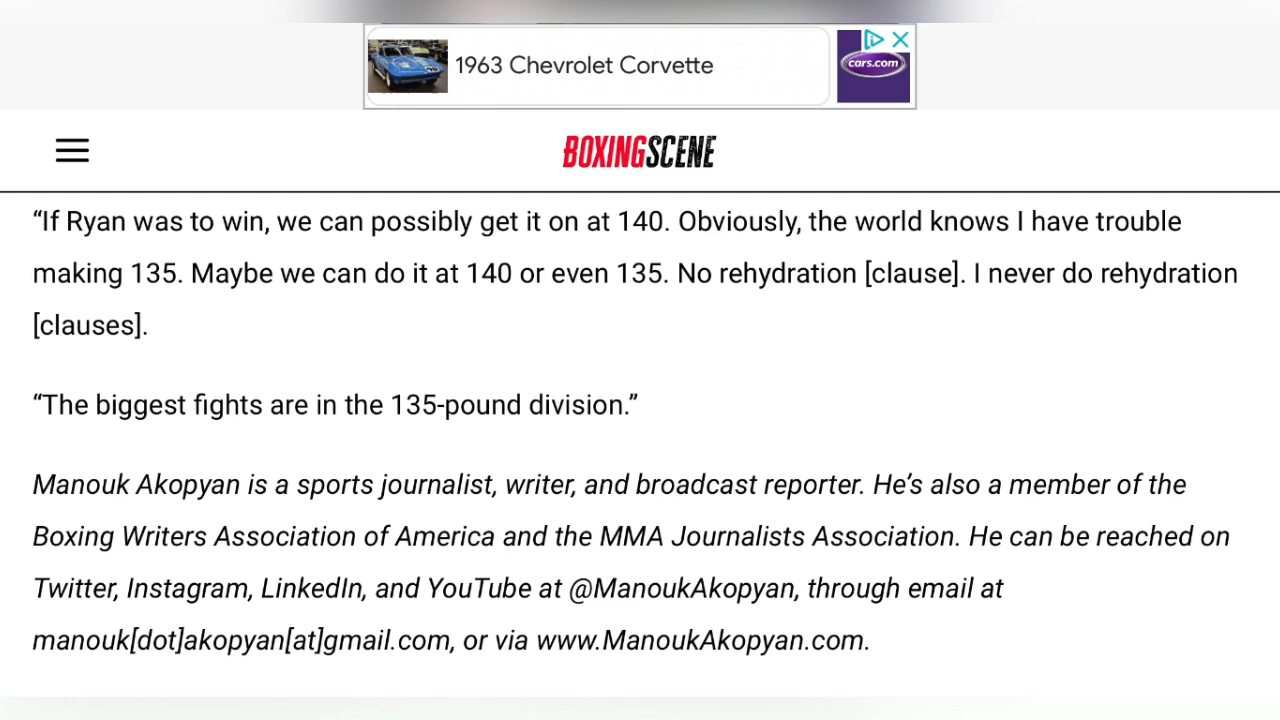 1963 Chevrolet Corvette
cars.com
BOXINGSCENE
“If Ryan was to win, we can possibly get it on at 140. Obviously, the world knows I have trouble
making 135. Maybe we can do it at 140 or even 135. No rehydration [clause]. I never do rehydration
[clauses].
“The biggest fights are in the 135-pound division.”
Manouk Akopyan is a sports journalist, writer, and broadcast reporter. He’s also a member of the
Boxing Writers Association of America and the MMA Journalists Association. He can be reached on
Twitter, Instagram, LinkedIn, and YouTube at @ManoukAkopyan, through email at
manouk[dot]akopyan[at]gmail.com, or via www.ManoukAkopyan.com.